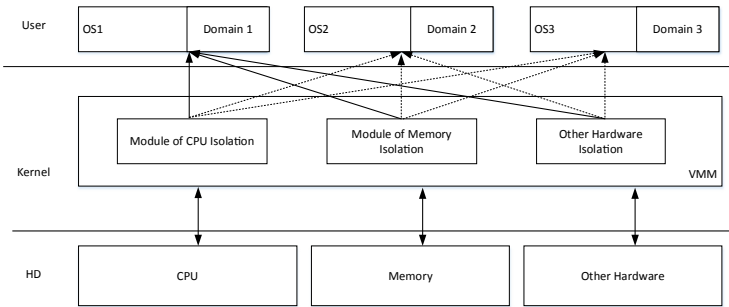 User
OS1
Domain 1
OS2
Domain 2
OS3
Domain 3
Kernel
Module of CPU Isolation
Module of Memory
Isolation
Other Hardware
Isolation
VMM
HD
CPU
Memory
Other Hardware